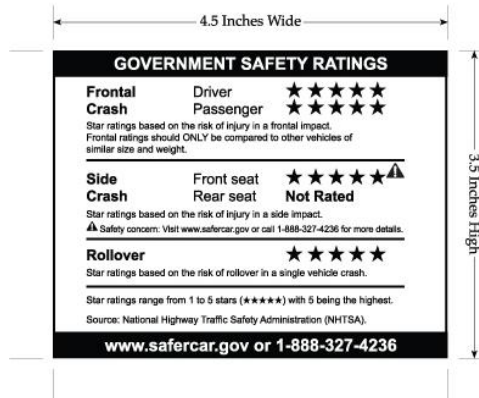 4.5 Inches Wide
GOVERNMENT SAFETY RATINGS
Frontal Driver ★★★★★
Crash Passenger ★★★★★
Star ratings based on the risk of injury in a frontal impact.
Frontal ratings should ONLY be compared to other vehicles of
similar size and weight.
Side Front seat ★★★★★⚠
Crash Rear seat Not Rated
Star ratings based on the risk of injury in a side impact.
⚠ Safety concern: Visit www.safercar.gov or call 1-888-327-4236 for more details.
Rollover ★★★★★
Star ratings based on the risk of rollover in a single vehicle crash.
Star ratings range from 1 to 5 stars (★★★★★) with 5 being the highest.
Source: National Highway Traffic Safety Administration (NHTSA).
www.safercar.gov or 1-888-327-4236
3.5 Inches High